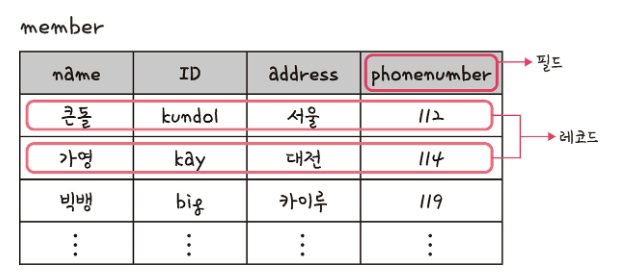 member
name ID address phonenumber 필드
큰돌 kundol 서울 112
레코드
가영 kay 대전 114
빅뱅 big 카이루 119
⋮ ⋮ ⋮ ⋮